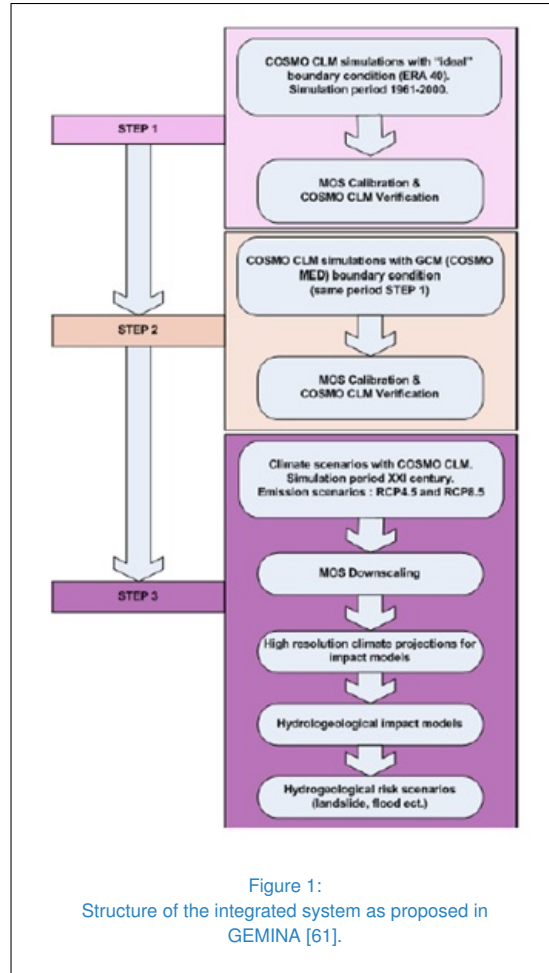 COSMO CLM simulations with "ideal"
boundary condition (ERA 40).
Simulation period 1961-2000.
STEP 1
MOS Calibration &
COSMO CLM Verification
COSMO CLM simulations with GCM (COSMO
MED) boundary condition
(same period STEP 1)
STEP 2
MOS Calibration &
COSMO CLM Verification
Climate scenarios with COSMO CLM.
Simulation period XXI century.
Emission scenarios : RCP4.5 and RCP8.5
MOS Downscaling
STEP 3
High resolution climate projections for
impact models
Hydrologeological impact models
Hydrogeological risk scenarios
(landslide, flood ect.)
Figure 1:
Structure of the integrated system as proposed in
GEMINA [61].